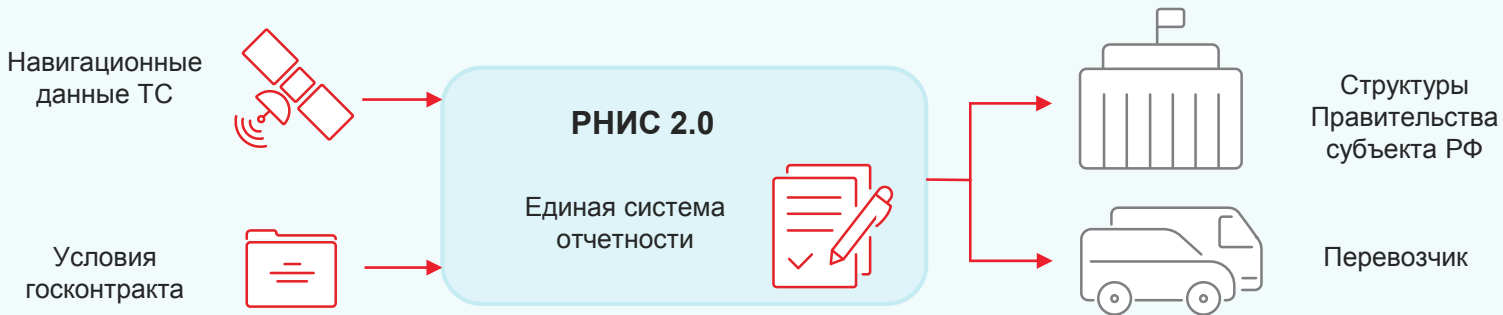 Навигационные
данные ТС
Условия
госконтракта
РНИС 2.0
Единая система
отчетности
Структуры
Правительства
субъекта РФ
Перевозчик